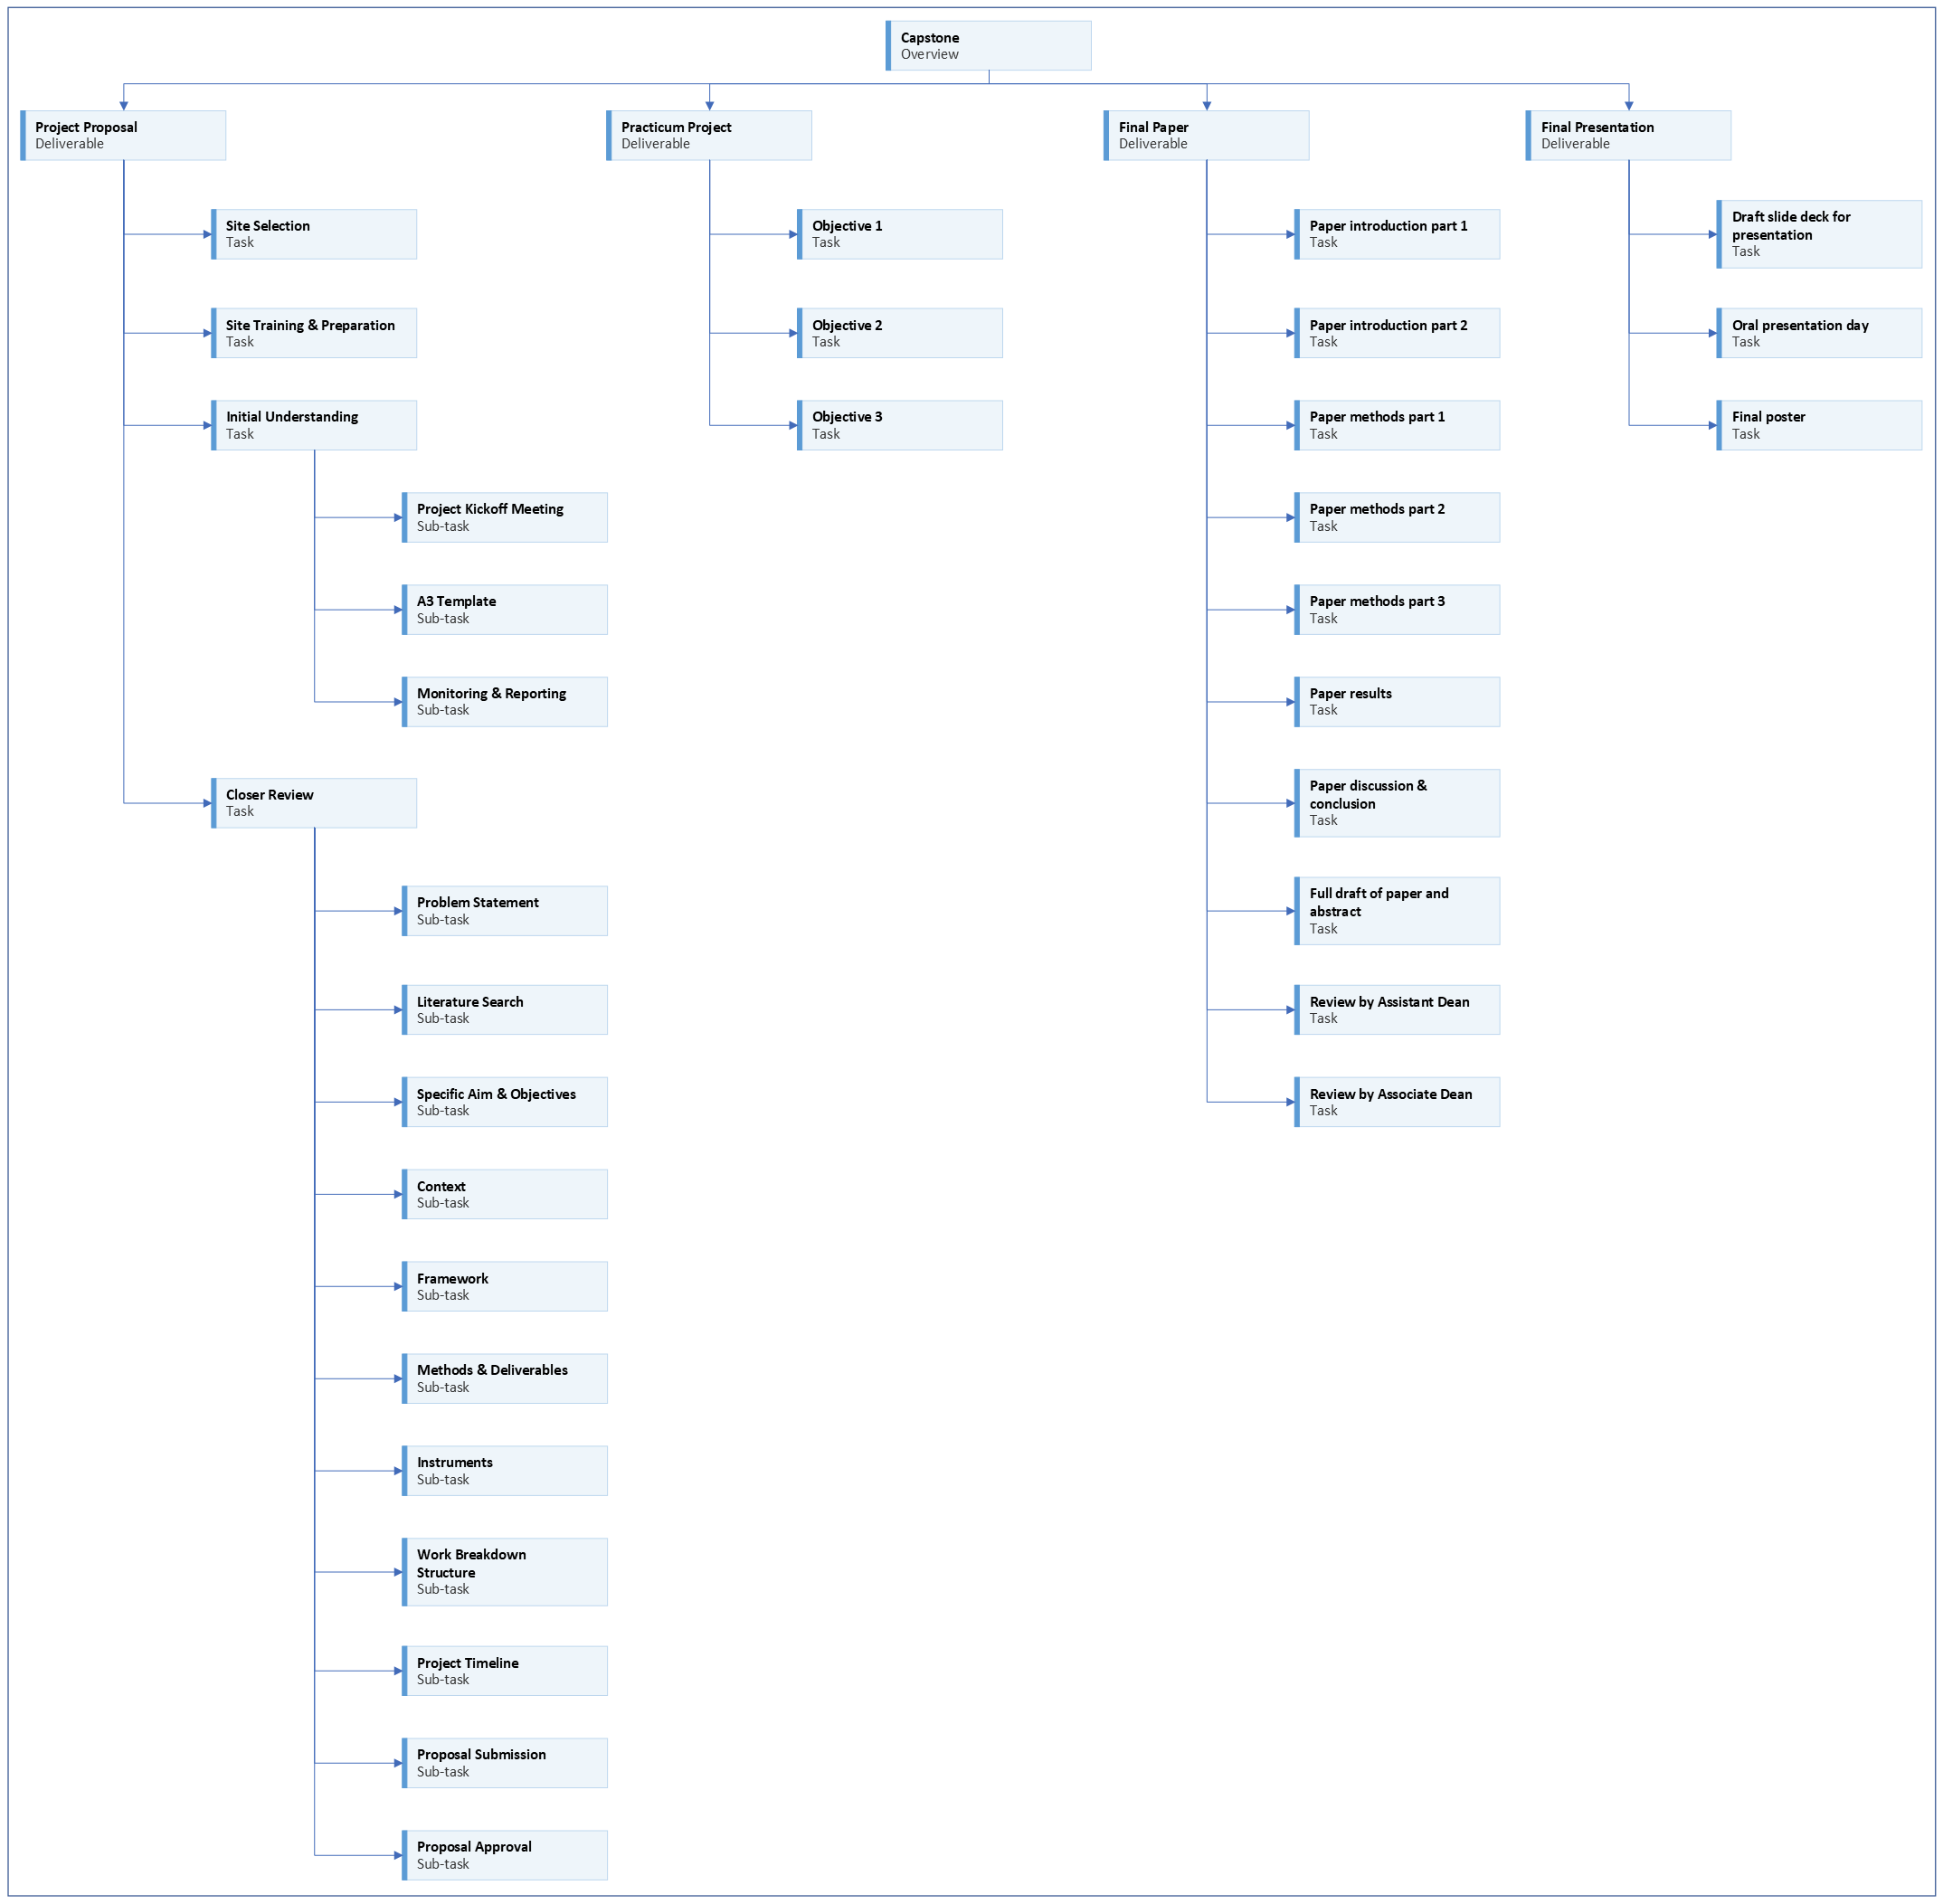 Capstone
Overview
Project Proposal
Deliverable
Practicum Project
Deliverable
Final Paper
Deliverable
Final Presentation
Deliverable
Site Selection
Task
Site Training & Preparation
Task
Initial Understanding
Task
Project Kickoff Meeting
Sub-task
A3 Template
Sub-task
Monitoring & Reporting
Sub-task
Closer Review
Task
Problem Statement
Sub-task
Literature Search
Sub-task
Specific Aim & Objectives
Sub-task
Context
Sub-task
Framework
Sub-task
Methods & Deliverables
Sub-task
Instruments
Sub-task
Work Breakdown
Structure
Sub-task
Project Timeline
Sub-task
Proposal Submission
Sub-task
Proposal Approval
Sub-task
Objective 1
Task
Objective 2
Task
Objective 3
Task
Paper introduction part 1
Task
Paper introduction part 2
Task
Paper methods part 1
Task
Paper methods part 2
Task
Paper methods part 3
Task
Paper results
Task
Paper discussion &
conclusion
Task
Full draft of paper and
abstract
Task
Review by Assistant Dean
Task
Review by Associate Dean
Task
Draft slide deck for
presentation
Task
Oral presentation day
Task
Final poster
Task